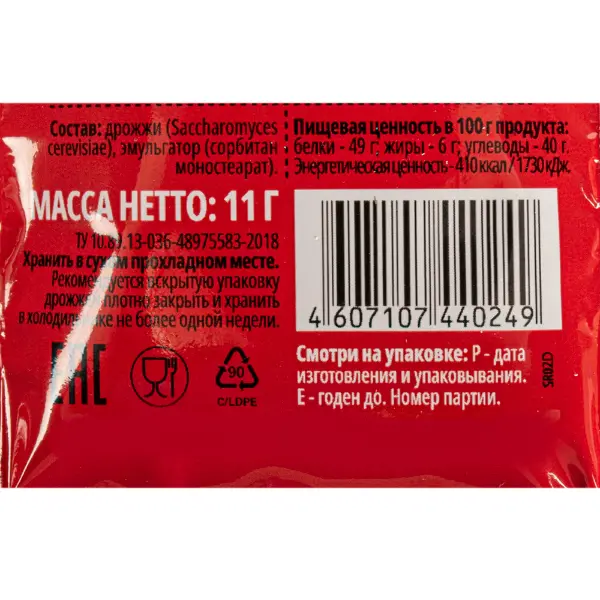 Состав: дрожжи (Saccharomyces
cerevisiae), эмульгатор (сорбитан
моностеарат).
Пищевая ценность в 100 г продукта:
белки - 49 г; жиры - 6 г; углеводы - 40 г.
Энергетическая ценность - 410 ккал / 1730 кДж.
МАССА НЕТТО: 11 Г
ТУ 10.89.13-036-48975583-2018
Хранить в сухом прохладном месте.
Рекомендуется вскрытую упаковку
дрожжей плотно закрыть и хранить
в холодильнике не более одной недели.
EAC
90
C/LDPE
4 607107 440249
Смотри на упаковке: P - дата
изготовления и упаковывания.
E - годен до. Номер партии.
SR02D